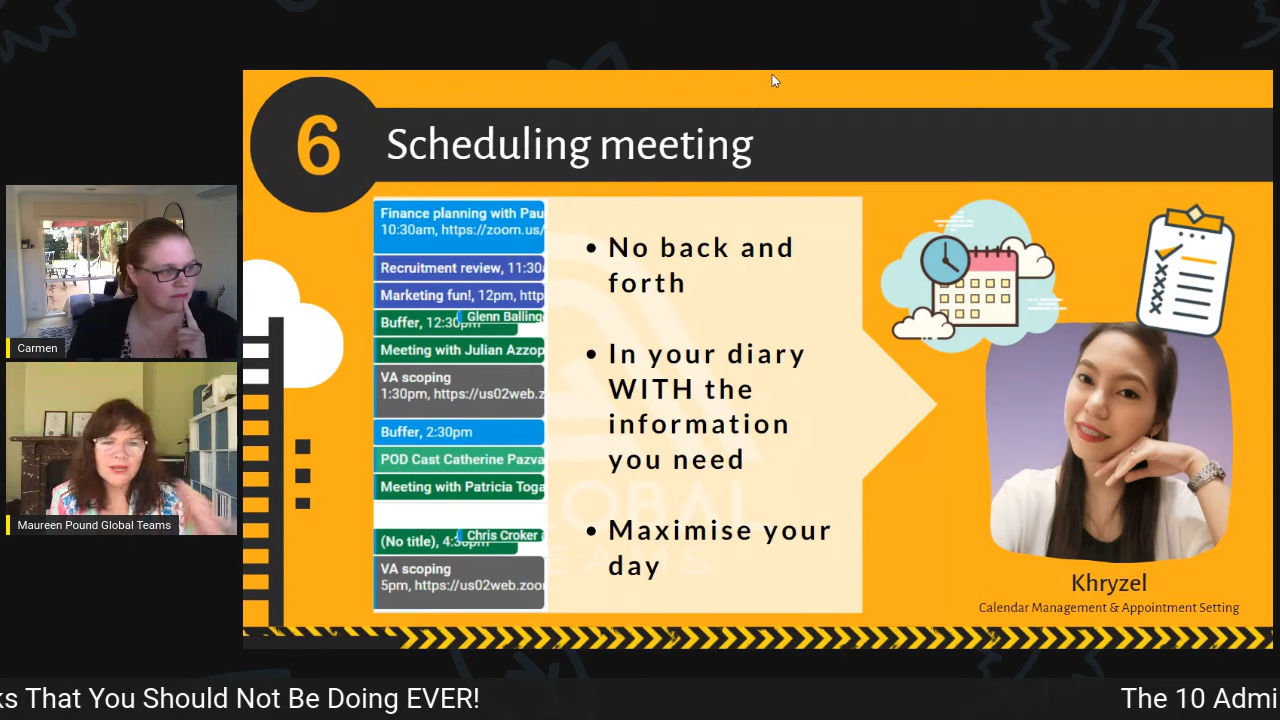 6
Scheduling meeting
Finance planning with Pau
10:30am, https://zoom.us/
Recruitment review, 11:30
Marketing fun!, 12pm, http
Glenn Balling
Buffer, 12:30pm
Meeting with Julian Azzop
VA scoping
1:30pm, https://us02web.z
Buffer, 2:30pm
POD Cast Catherine Pazva
Meeting with Patricia Toga
Chris Croker
(No title), 4:30pm
VA scoping
5pm, https://us02web.zoo
• No back and
forth
• In your diary
WITH the
information
you need
• Maximise your
day
GLOBAL
TEAMS
Khryzel
Calendar Management & Appointment Setting
Carmen
Maureen Pound Global Teams
ks That You Should Not Be Doing EVER!
The 10 Admi